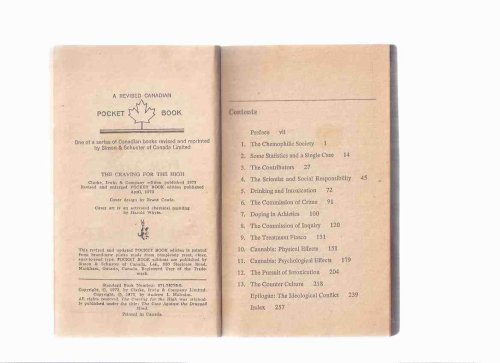 A REVISED CANADIAN
POCKET BOOK
One of a series of Canadian books revised and reprinted
by Simon & Schuster of Canada Limited
THE CRAVING FOR THE HIGH
Clarke, Irwin & Company edition published 1973
Revised and enlarged POCKET BOOK edition published
April, 1975
Cover design by
Cover art is an activated chemical painting
by Harold
This revised and updated POCKET BOOK edition is printed
from brand-new plates made from completely reset, clear,
easy-to-read type. POCKET BOOK editions are published by
Simon & Schuster of Canada, Ltd., 330 Steelcase Road,
Markham, Ontario, Canada. Registered User of the Trade
mark.
Standard Book Number:
Copyright, ©, 1973, by Clarke, Irwin & Company Limited.
Copyright, ©, 1975, by Andrew I. Malcolm.
All rights reserved. The Craving for the High was original-
ly published under the title: The Case Against the Drugged
Mind.
Printed in Canada.
Contents
Preface vii
1. The Chemophilic Society 1
2. Some Statistics and a Single Case 14
3. The Contributors 27
4. The Scientist and Social Responsibility 45
5. Drinking and Intoxication 72
6. The Commission of Crime 91
7. Doping in Athletics 100
8. The Commission of Inquiry 120
9. The Treatment Fiasco 131
10. Cannabis: Physical Effects 151
11. Cannabis: Psychological Effects 179
12. The Pursuit of Intoxication 204
13. The Counter Culture 218
Epilogue: The Ideological Conflict 239
Index 257